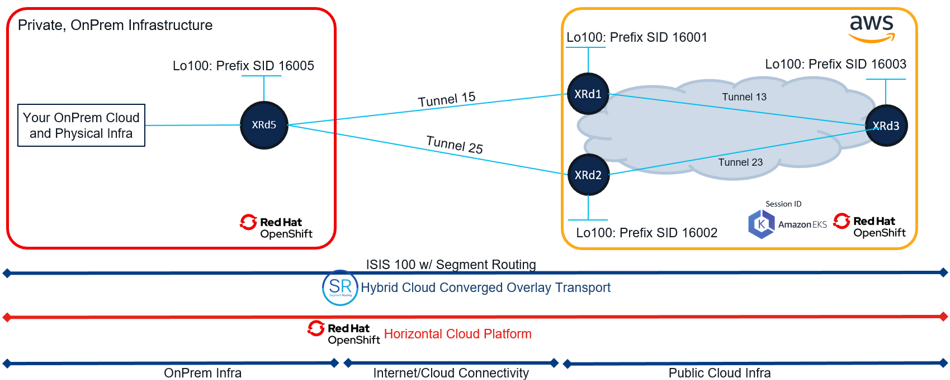 Private, OnPrem Infrastructure
aws
Lo100: Prefix SID 16005
Lo100: Prefix SID 16001
Lo100: Prefix SID 16003
Your OnPrem Cloud
and Physical Infra
XRd5
Tunnel 15
Tunnel 25
XRd1
XRd2
Tunnel 13
Tunnel 23
XRd3
Lo100: Prefix SID 16002
Red Hat
OpenShift
Session ID
K
Amazon EKS
Red Hat
OpenShift
ISIS 100 w/ Segment Routing
SR
Segment Routing
Hybrid Cloud Converged Overlay Transport
Red Hat
OpenShift
Horizontal Cloud Platform
OnPrem Infra
Internet/Cloud Connectivity
Public Cloud Infra